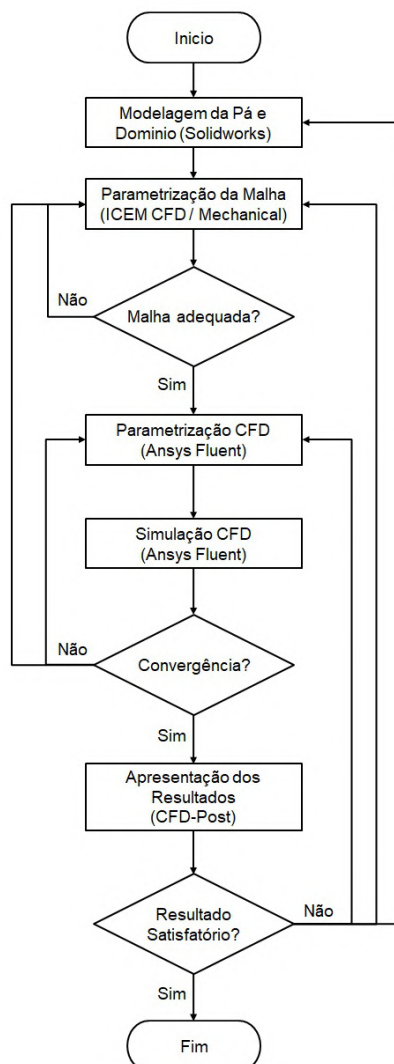 Inicio
Modelagem da Pá e
Dominio (Solidworks)
Parametrização da Malha
(ICEM CFD / Mechanical)
Não
Malha adequada?
Sim
Parametrização CFD
(Ansys Fluent)
Simulação CFD
(Ansys Fluent)
Não
Convergência?
Sim
Apresentação dos
Resultados
(CFD-Post)
Não
Resultado
Satisfatório?
Sim
Fim